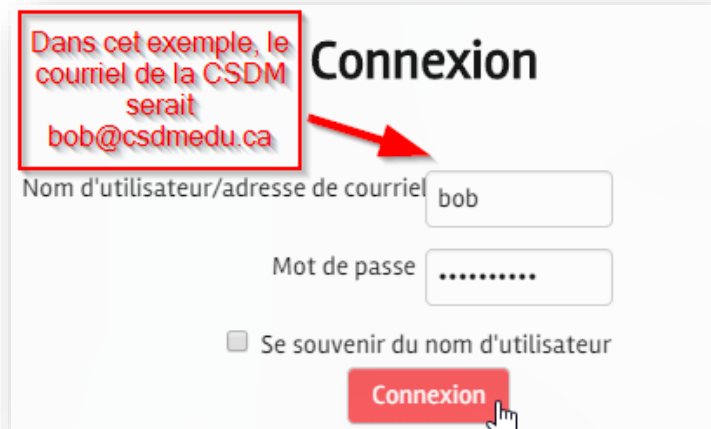 Dans cet exemple, le
courriel de la CSDM
serait
bob@csdmedu.ca
Connexion
Nom d'utilisateur/adresse de courriel
bob
Mot de passe
••••••••••
Se souvenir du nom d'utilisateur
Connexion